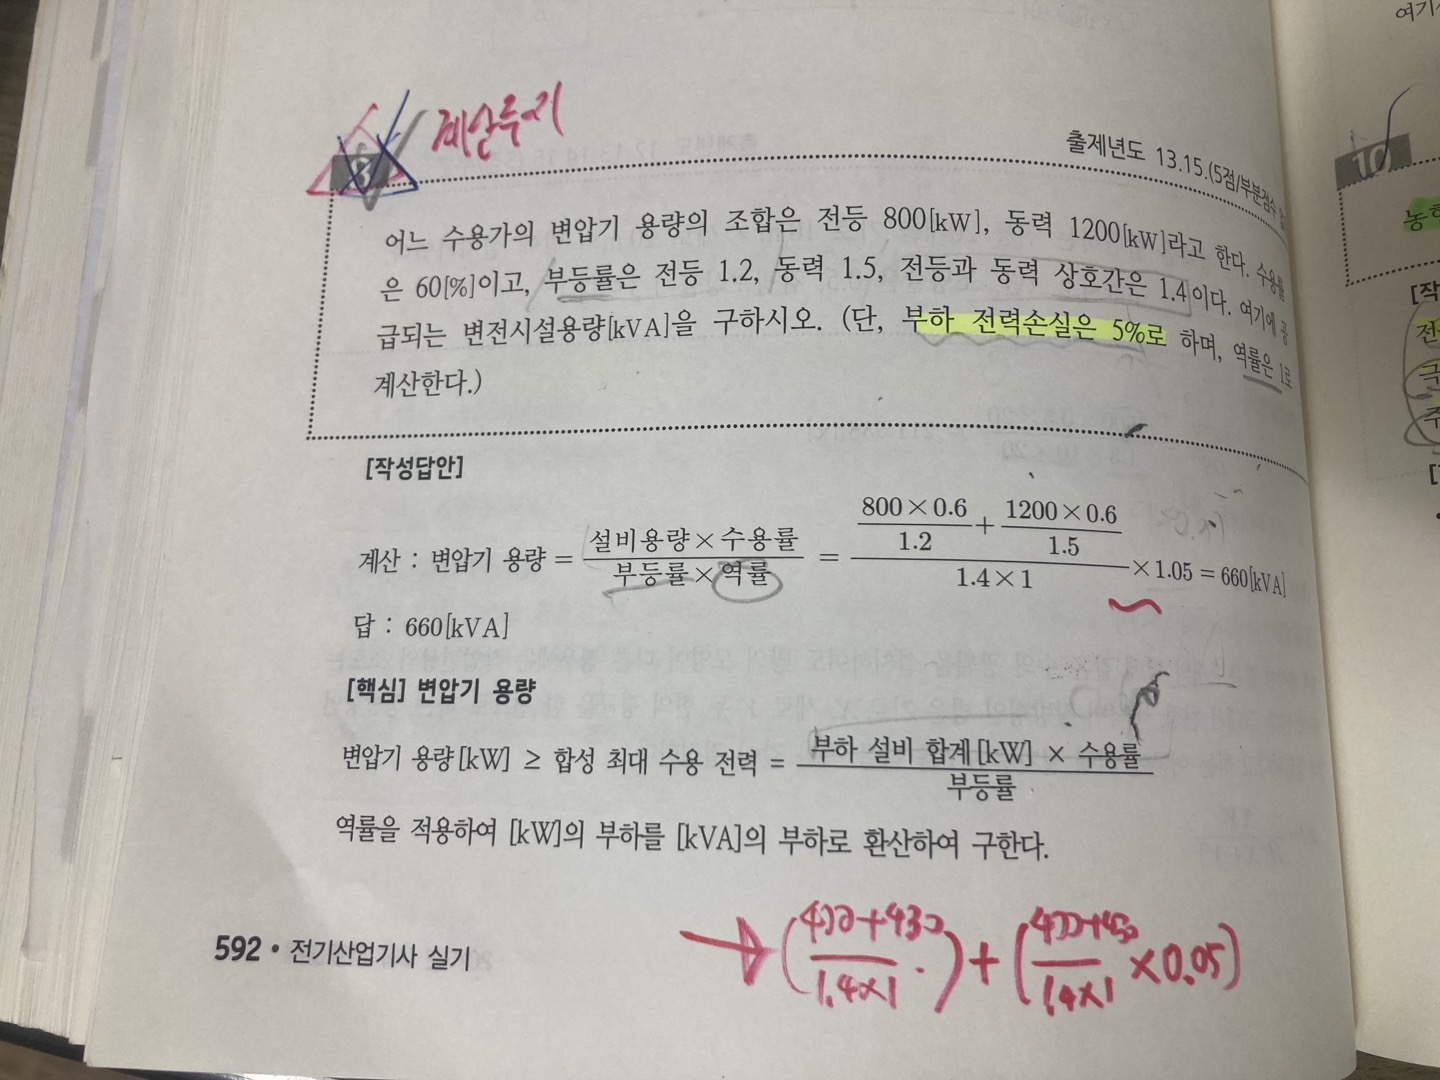 여기
계산주의
출제년도 13.15.(5점/부분점수
8
10
어느 수용가의 변압기 용량의 조합은 전등 800[kW], 동력 1200[kW]라고 한다. 수용률
은 60[%]이고, 부등률은 전등 1.2, 동력 1.5, 전등과 동력 상호간은 1.4이다. 여기에 공
급되는 변전시설용량[kVA]을 구하시오. (단, 부하 전력손실은 5%로 하며, 역률은 1로
계산한다.)
[작성답안]
계산 : 변압기 용량 = 설비용량×수용률 / 부등률×역률 = (800×0.6 / 1.2 + 1200×0.6 / 1.5) / 1.4×1 ×1.05 = 660[kVA]
답 : 660[kVA]
[핵심] 변압기 용량
변압기 용량[kW] ≥ 합성 최대 수용 전력 = 부하 설비 합계[kW] × 수용률 / 부등률
역률을 적용하여 [kW]의 부하를 [kVA]의 부하로 환산하여 구한다.
592 • 전기산업기사 실기